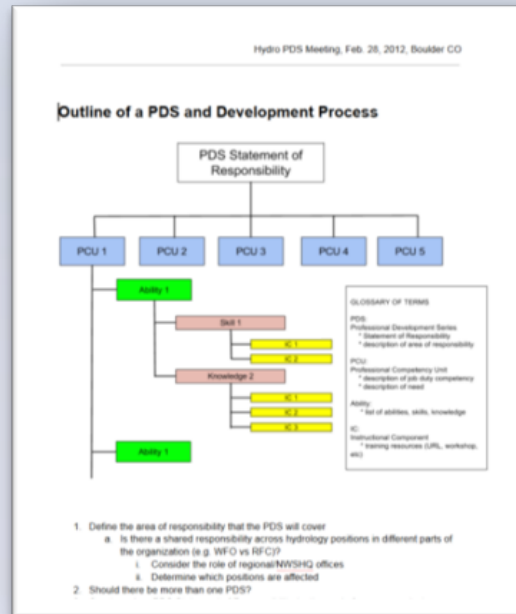 Hydro PDS Meeting, Feb. 28, 2012, Boulder CO
Outline of a PDS and Development Process
PDS Statement of
Responsibility
PCU 1
PCU 2
PCU 3
PCU 4
PCU 5
Ability 1
Skill 1
IC 1
IC 2
Knowledge 2
IC 1
IC 2
IC 3
Ability 1
GLOSSARY OF TERMS
PDS:
Professional Development Series
* Statement of Responsibility
* description of area of responsibility
PCU:
Professional Competency Unit
* description of job duty competency
* description of need
Ability:
* list of abilities, skills, knowledge
IC:
Instructional Component
* training resources (URL, workshop,
etc)
1. Define the area of responsibility that the PDS will cover
a. Is there a shared responsibility across hydrology positions in different parts of
the organization (e.g. WFO vs RFC)?
i. Consider the role of regional/NWSHQ offices
ii. Determine which positions are affected
2. Should there be more than one PDS?